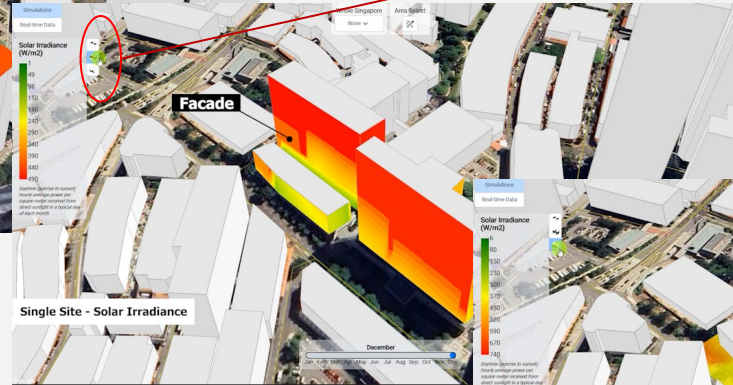 Simulations
Real-time Data
Solar Irradiance
(W/m2)
1
49
98
150
190
240
290
340
390
440
490
Daytime (sunrise to sunset)
hourly average power per
square meter received from
direct sunlight in a typical day
of each month
Whole Singapore
None
Area Select
Facade
Single Site - Solar Irradiance
December
Jan Feb Mar Apr May Jun Jul Aug Sep Oct Nov Dec
Simulations
Real-time Data
Solar Irradiance
(W/m2)
6
80
150
230
300
370
450
520
590
670
740
Daytime (sunrise to sunset)
hourly average power per
square meter received from
direct sunlight in a typical day